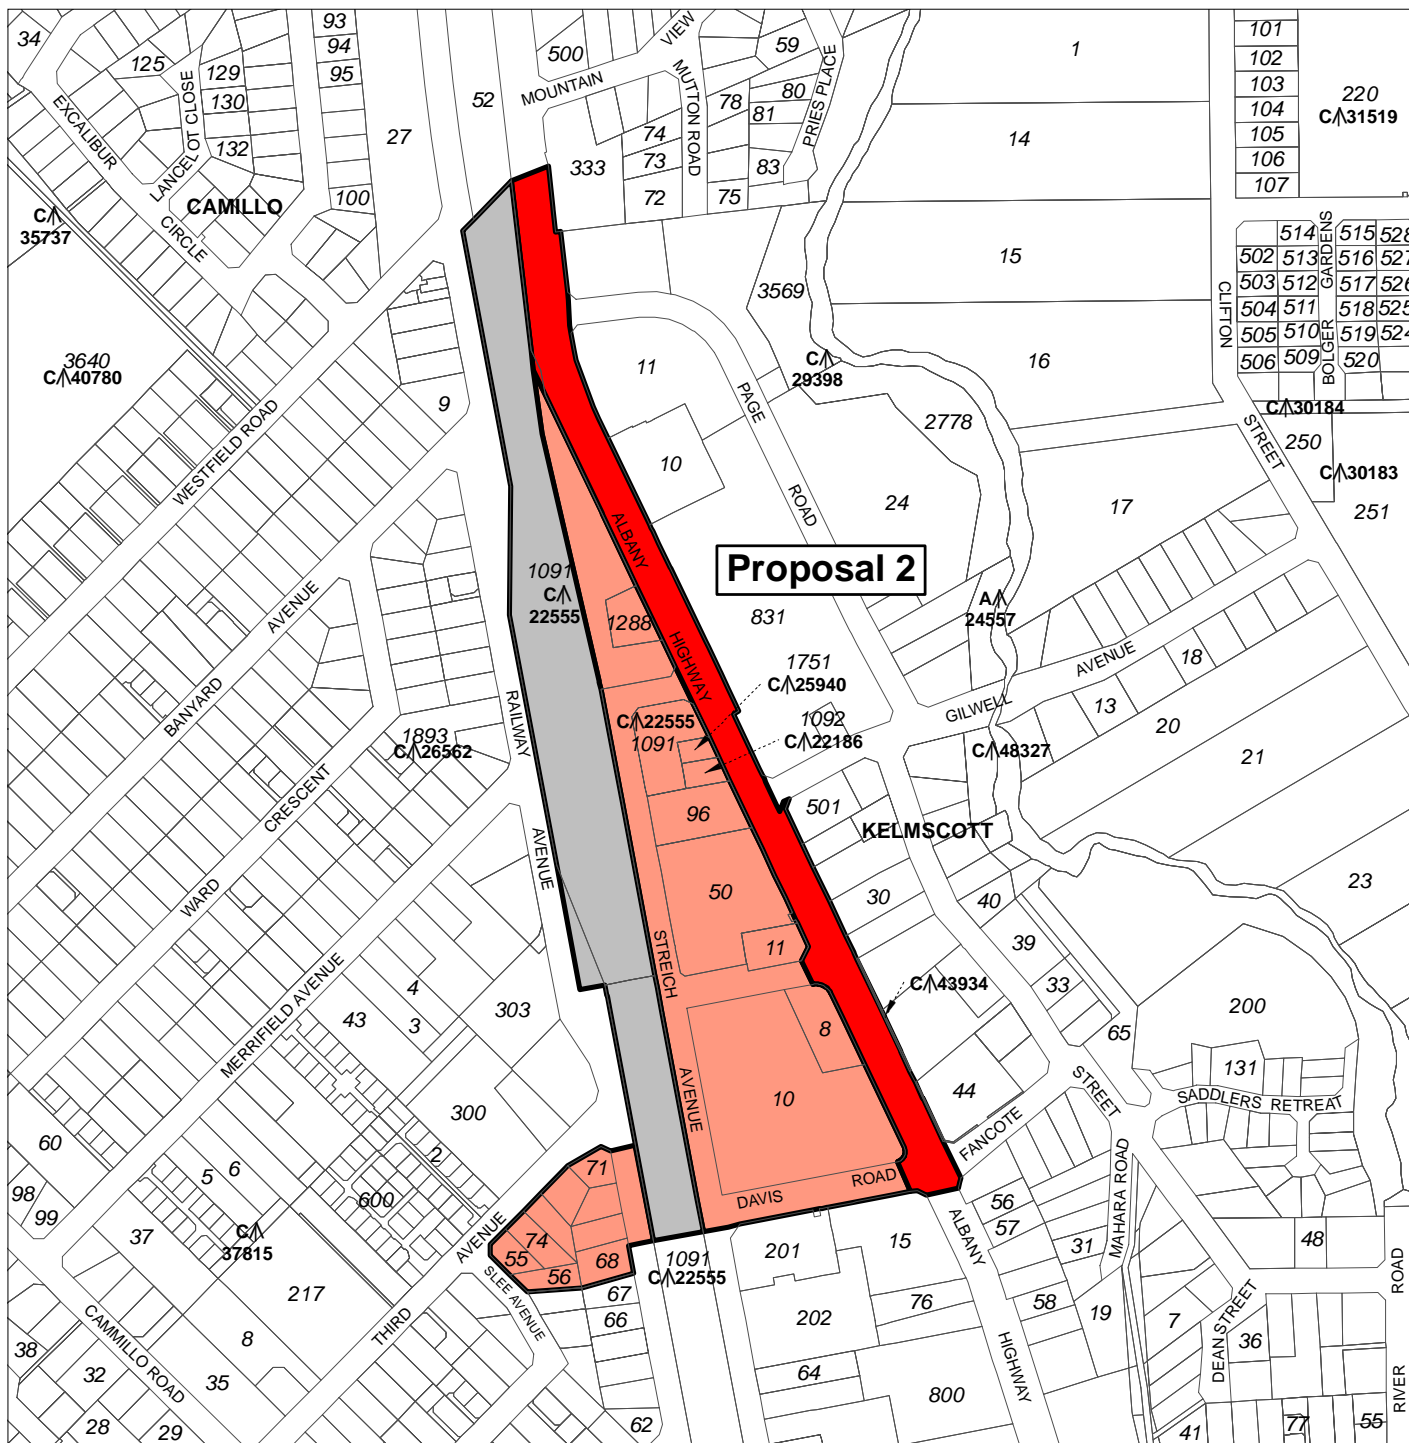 34
125
129
130
132
EXCALIBUR
LANCELOT CLOSE
CIRCLE
CAMILLO
C
35737
93
94
95
100
27
52
500
MOUNTAIN
VIEW
59
78
80
81
83
MUTTON ROAD
PRIES PLACE
74
73
72
75
333
1
14
15
16
101
102
103
104
105
106
107
220
C 31519
514
515
528
502
513
516
527
503
512
517
526
504
511
518
525
505
510
519
524
506
509
520
BOLGER
GARDENS
CLIFTON
STREET
C 30184
250
C 30183
251
3640
C 40780
WESTFIELD ROAD
9
3569
C
29398
11
PAGE
ROAD
10
2778
24
17
ALBANY
HIGHWAY
Proposal 2
1091
C
22555
1288
831
A
24557
1751
C 25940
1092
C 22186
C 22555
1091
GILWELL
AVENUE
18
13
20
21
C 48327
BANYARD
AVENUE
1893
C 26562
RAILWAY
AVENUE
WARD
CRESCENT
96
501
KELMSCOTT
50
30
40
23
39
33
11
STREICH
AVENUE
C 43934
8
65
200
131
MERRIFIELD AVENUE
4
43
3
303
300
10
44
STREET
FANCOTE
SADDLERS RETREAT
60
98
99
5
6
2
600
71
DAVIS
ROAD
56
57
MAHARA ROAD
37
C
37815
AVENUE
74
55
56
68
SLEE AVENUE
1091
C 22555
201
15
ALBANY
HIGHWAY
31
48
ROAD
RIVER
217
67
66
202
76
58
19
7
DEAN STREET
36
CAMMILLO ROAD
8
THIRD
38
32
35
28
29
62
64
800
41
77
55